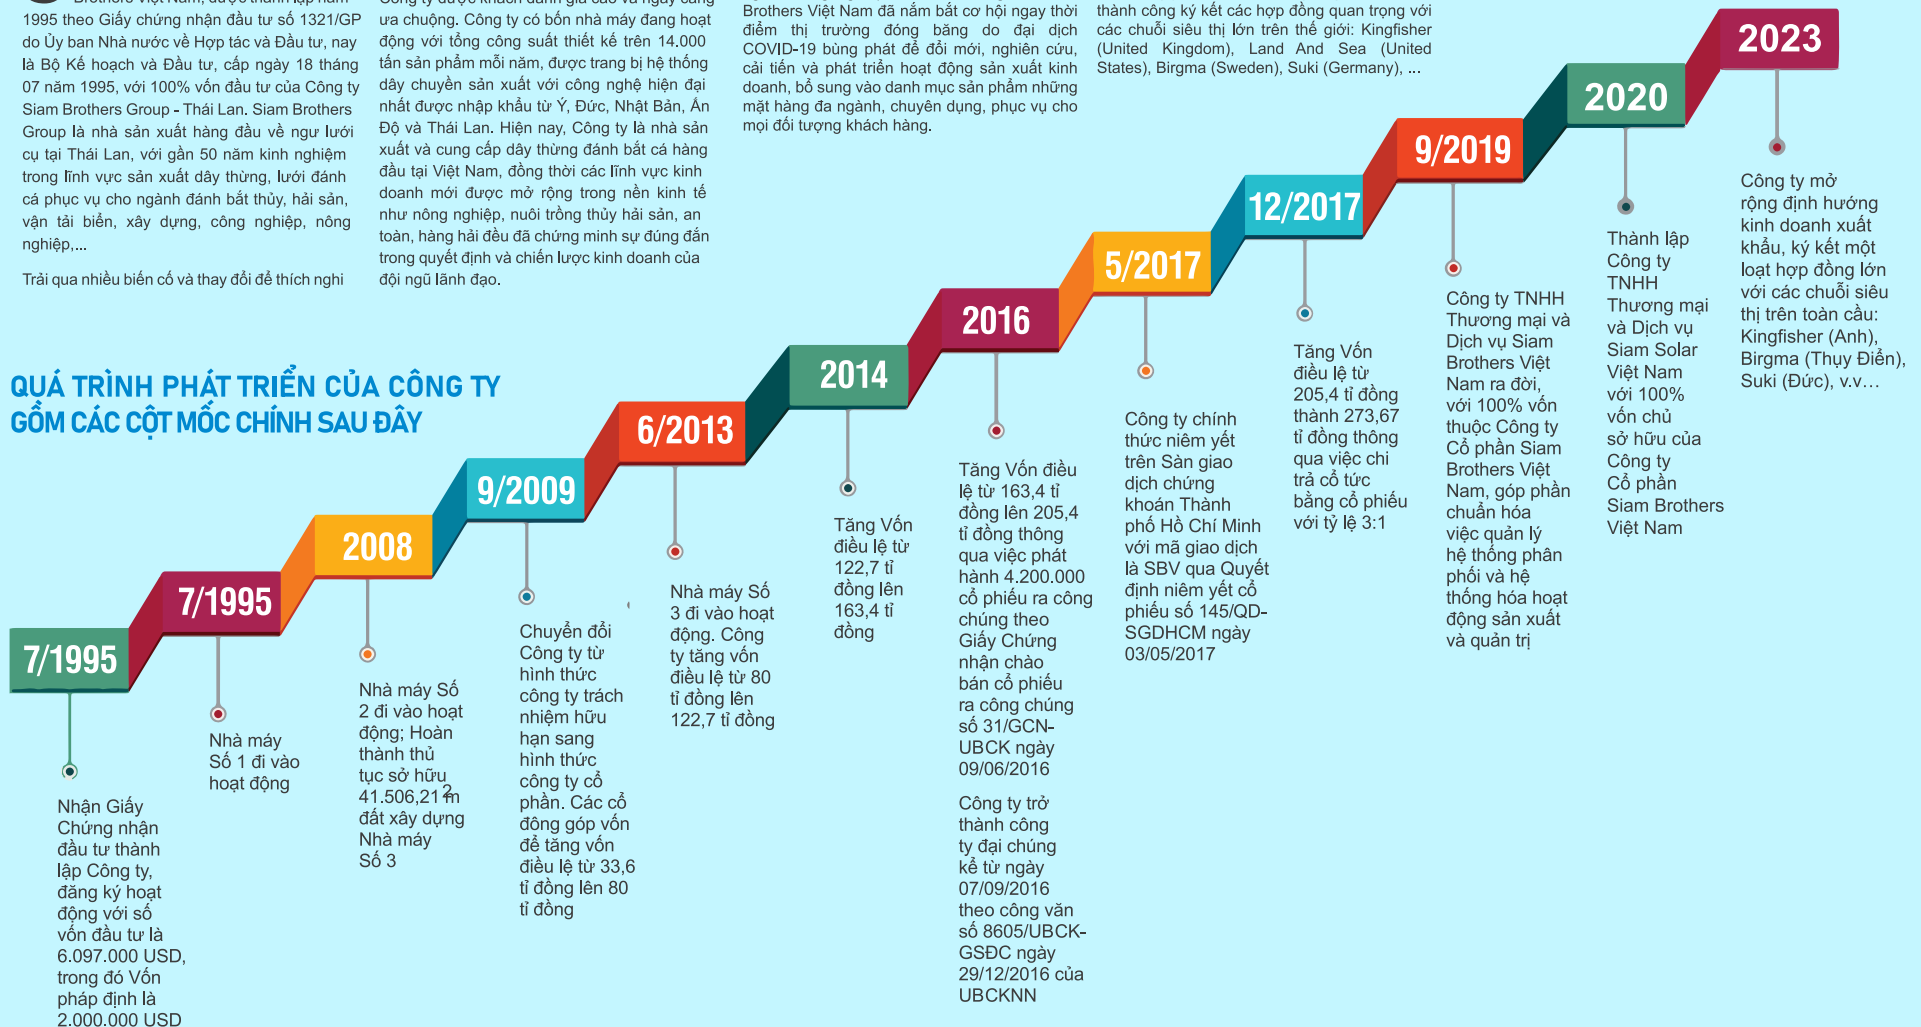 Brothers Việt Nam, được thành lập năm
1995 theo Giấy chứng nhận đầu tư số 1321/GP
do Ủy ban Nhà nước về Hợp tác và Đầu tư, nay
là Bộ Kế hoạch và Đầu tư, cấp ngày 18 tháng
07 năm 1995, với 100% vốn đầu tư của Công ty
Siam Brothers Group - Thái Lan. Siam Brothers
Group là nhà sản xuất hàng đầu về ngư lưới
cụ tại Thái Lan, với gần 50 năm kinh nghiệm
trong lĩnh vực sản xuất dây thừng, lưới đánh
cá phục vụ cho ngành đánh bắt thủy, hải sản,
vận tải biển, xây dựng, công nghiệp, nông
nghiệp,...
Trải qua nhiều biến cố và thay đổi để thích nghi
Công ty được khách đánh giá cao và ngày càng
ưa chuộng. Công ty có bốn nhà máy đang hoạt
động với tổng công suất thiết kế trên 14.000
tấn sản phẩm mỗi năm, được trang bị hệ thống
dây chuyền sản xuất với công nghệ hiện đại
nhất được nhập khẩu từ Ý, Đức, Nhật Bản, Ấn
Độ và Thái Lan. Hiện nay, Công ty là nhà sản
xuất và cung cấp dây thừng đánh bắt cá hàng
đầu tại Việt Nam, đồng thời các lĩnh vực kinh
doanh mới được mở rộng trong nền kinh tế
như nông nghiệp, nuôi trồng thủy hải sản, an
toàn, hàng hải đều đã chứng minh sự đúng đắn
trong quyết định và chiến lược kinh doanh của
đội ngũ lãnh đạo.
Brothers Việt Nam đã nắm bắt cơ hội ngay thời
điểm thị trường đóng băng do đại dịch
COVID-19 bùng phát để đổi mới, nghiên cứu,
cải tiến và phát triển hoạt động sản xuất kinh
doanh, bổ sung vào danh mục sản phẩm những
mặt hàng đa ngành, chuyên dụng, phục vụ cho
mọi đối tượng khách hàng.
thành công ký kết các hợp đồng quan trọng với
các chuỗi siêu thị lớn trên thế giới: Kingfisher
(United Kingdom), Land And Sea (United
States), Birgma (Sweden), Suki (Germany), ...
QUÁ TRÌNH PHÁT TRIỂN CỦA CÔNG TY
GỒM CÁC CỘT MỐC CHÍNH SAU ĐÂY
7/1995
Nhận Giấy
Chứng nhận
đầu tư thành
lập Công ty,
đăng ký hoạt
động với số
vốn đầu tư là
6.097.000 USD,
trong đó Vốn
pháp định là
2.000.000 USD
7/1995
Nhà máy
Số 1 đi vào
hoạt động
2008
Nhà máy Số
2 đi vào hoạt
động; Hoàn
thành thủ
tục sở hữu
41.506,21 m2
đất xây dựng
Nhà máy
Số 3
9/2009
Chuyển đổi
Công ty từ
hình thức
công ty trách
nhiệm hữu
hạn sang
hình thức
công ty cổ
phần. Các cổ
đông góp vốn
để tăng vốn
điều lệ từ 33,6
tỉ đồng lên 80
tỉ đồng
6/2013
Nhà máy Số
3 đi vào hoạt
động. Công
ty tăng vốn
điều lệ từ 80
tỉ đồng lên
122,7 tỉ đồng
2014
Tăng Vốn
điều lệ từ
122,7 tỉ
đồng lên
163,4 tỉ
đồng
2016
Tăng Vốn điều
lệ từ 163,4 tỉ
đồng lên 205,4
tỉ đồng thông
qua việc phát
hành 4.200.000
cổ phiếu ra công
chúng theo
Giấy Chứng
nhận chào
bán cổ phiếu
ra công chúng
số 31/GCN-
UBCK ngày
09/06/2016
Công ty trở
thành công
ty đại chúng
kể từ ngày
07/09/2016
theo công văn
số 8605/UBCK-
GSĐC ngày
29/12/2016 của
UBCKNN
5/2017
Công ty chính
thức niêm yết
trên Sàn giao
dịch chứng
khoán Thành
phố Hồ Chí Minh
với mã giao dịch
là SBV qua Quyết
định niêm yết cổ
phiếu số 145/QD-
SGDHCM ngày
03/05/2017
12/2017
Tăng Vốn
điều lệ từ
205,4 tỉ đồng
thành 273,67
tỉ đồng thông
qua việc chi
trả cổ tức
bằng cổ phiếu
với tỷ lệ 3:1
9/2019
Công ty TNHH
Thương mại và
Dịch vụ Siam
Brothers Việt
Nam ra đời,
với 100% vốn
thuộc Công ty
Cổ phần Siam
Brothers Việt
Nam, góp phần
chuẩn hóa
việc quản lý
hệ thống phân
phối và hệ
thống hóa hoạt
động sản xuất
và quản trị
2020
Thành lập
Công ty
TNHH
Thương mại
và Dịch vụ
Siam Solar
Việt Nam
với 100%
vốn chủ
sở hữu của
Công ty
Cổ phần
Siam Brothers
Việt Nam
2023
Công ty mở
rộng định hướng
kinh doanh xuất
khẩu, ký kết một
loạt hợp đồng lớn
với các chuỗi siêu
thị trên toàn cầu:
Kingfisher (Anh),
Birgma (Thụy Điển),
Suki (Đức), v.v...